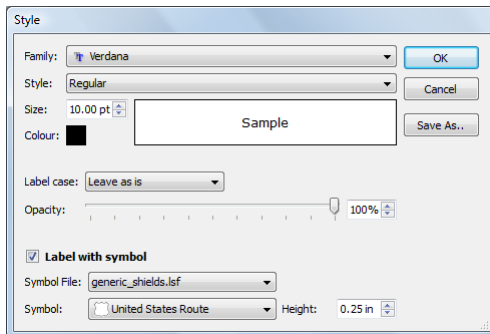 Style
Family: Verdana OK
Style: Regular Cancel
Size: 10.00 pt Sample Save As..
Colour:
Label case: Leave as is
Opacity: 100%
Label with symbol
Symbol File: generic_shields.lsf
Symbol: United States Route Height: 0.25 in